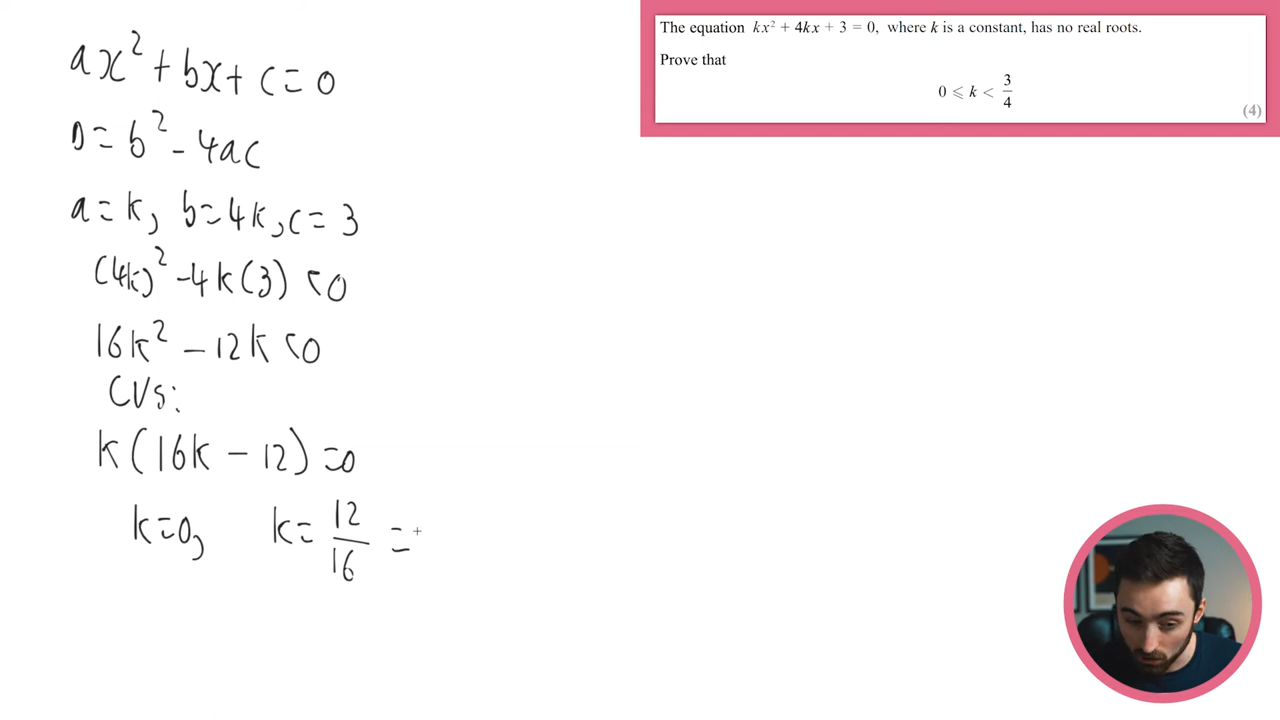 ax² + bx + c = 0
D = b² - 4ac
a = k, b = 4k, c = 3
(4k)² - 4k(3) < 0
16k² - 12k < 0
CVs:
k(16k - 12) = 0
k = 0, k = 12/16 =
The equation kx² + 4kx + 3 = 0, where k is a constant, has no real roots.
Prove that
0 ⩽ k < 3/4
(4)